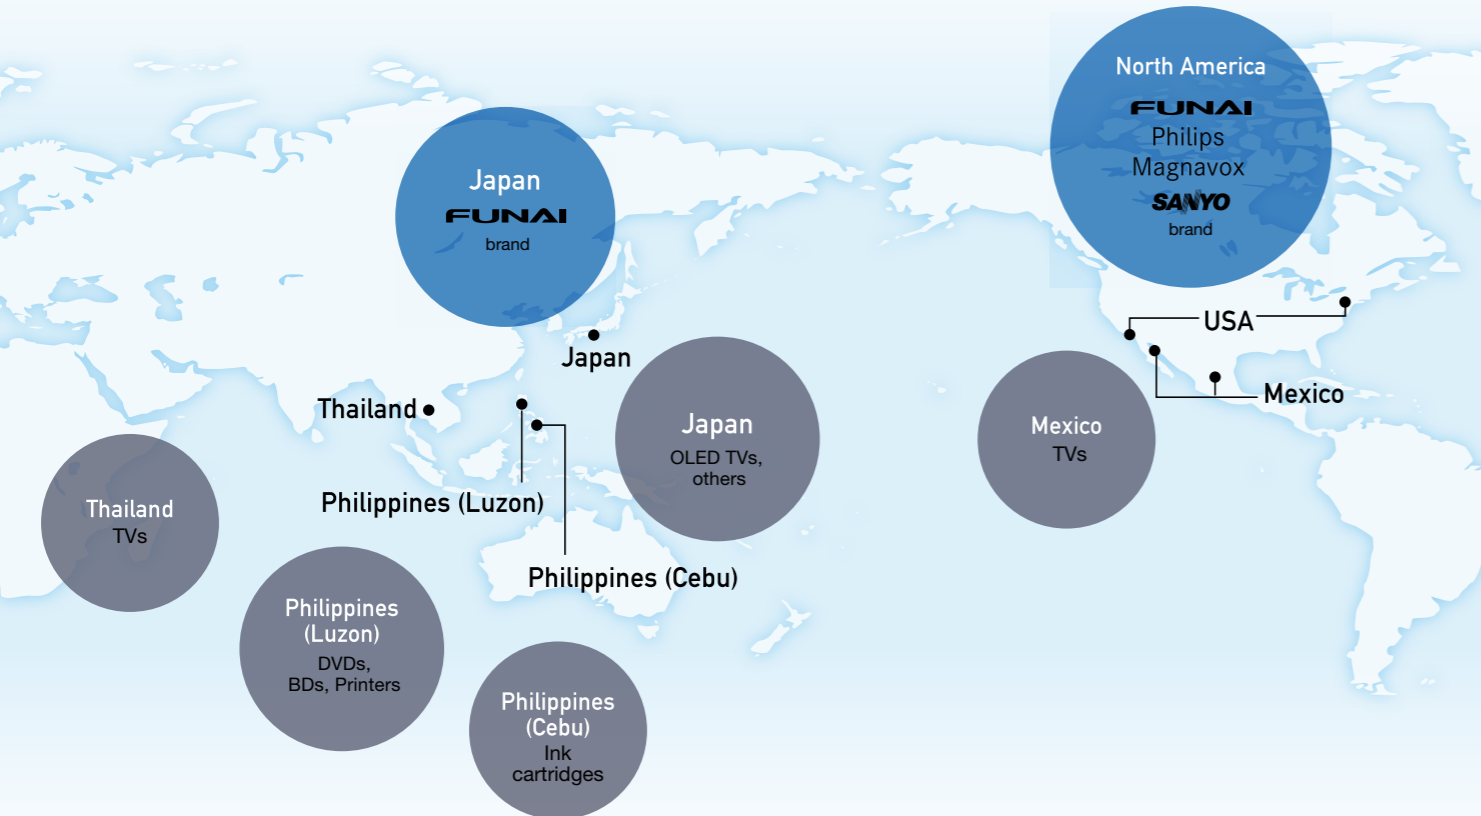 North America
FUNAI
Philips
Magnavox
SANYO
brand
Japan
FUNAI
brand
USA
Japan
Mexico
Thailand
Japan
OLED TVs,
others
Mexico
TVs
Philippines (Luzon)
Thailand
TVs
Philippines (Cebu)
Philippines
(Luzon)
DVDs,
BDs, Printers
Philippines
(Cebu)
Ink
cartridges